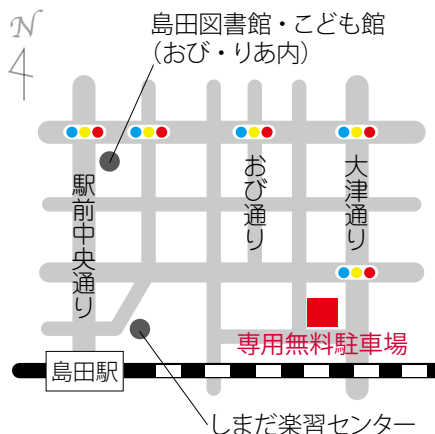 N
島田図書館・こども館
（おび・りあ内）
駅前中央通り
おび通り
大津通り
専用無料駐車場
島田駅
しまだ楽習センター